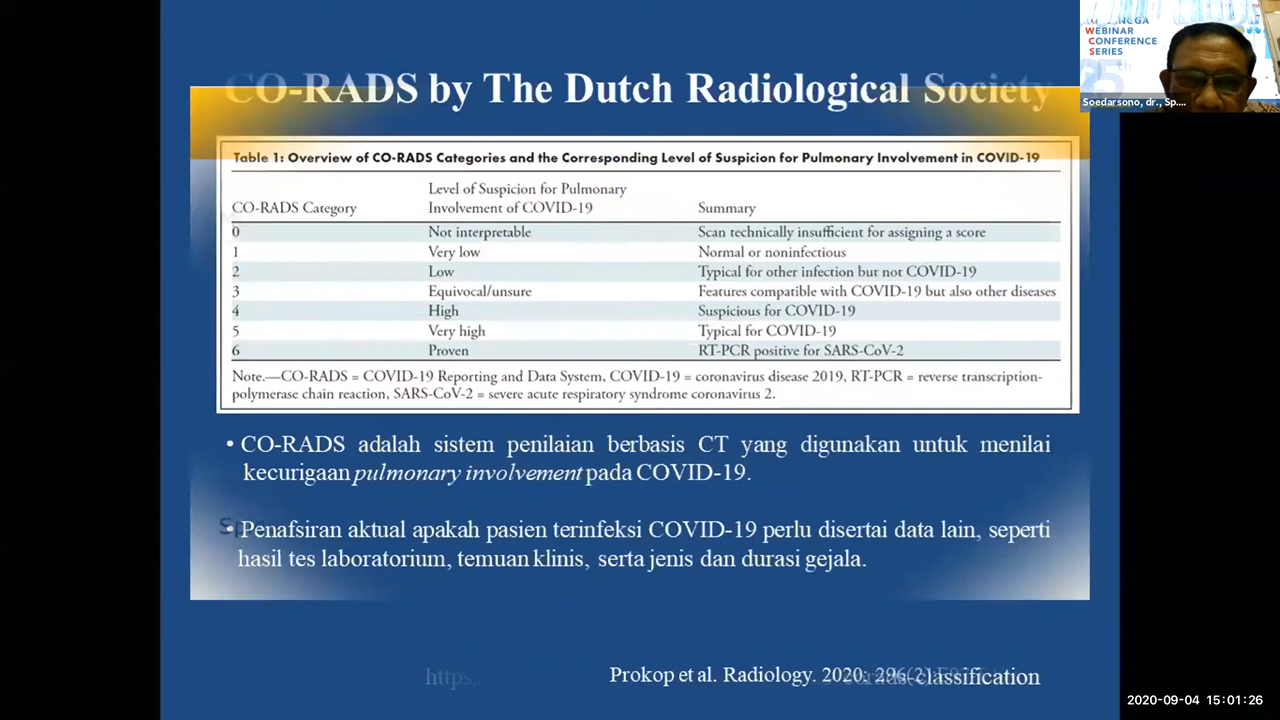 CO-RADS by The Dutch Radiological Society
WEBINAR
CONFERENCE
SERIES
Soedarsono, dr., Sp....
Table 1: Overview of CO-RADS Categories and the Corresponding Level of Suspicion for Pulmonary Involvement in COVID-19
Level of Suspicion for Pulmonary
CO-RADS Category Involvement of COVID-19 Summary
0 Not interpretable Scan technically insufficient for assigning a score
1 Very low Normal or noninfectious
2 Low Typical for other infection but not COVID-19
3 Equivocal/unsure Features compatible with COVID-19 but also other diseases
4 High Suspicious for COVID-19
5 Very high Typical for COVID-19
6 Proven RT-PCR positive for SARS-CoV-2
Note.—CO-RADS = COVID-19 Reporting and Data System, COVID-19 = coronavirus disease 2019, RT-PCR = reverse transcription-
polymerase chain reaction, SARS-CoV-2 = severe acute respiratory syndrome coronavirus 2.
• CO-RADS adalah sistem penilaian berbasis CT yang digunakan untuk menilai
kecurigaan pulmonary involvement pada COVID-19.
• Penafsiran aktual apakah pasien terinfeksi COVID-19 perlu disertai data lain, seperti
hasil tes laboratorium, temuan klinis, serta jenis dan durasi gejala.
https:
Prokop et al. Radiology. 2020; 296(2) classification
2020-09-04 15:01:26